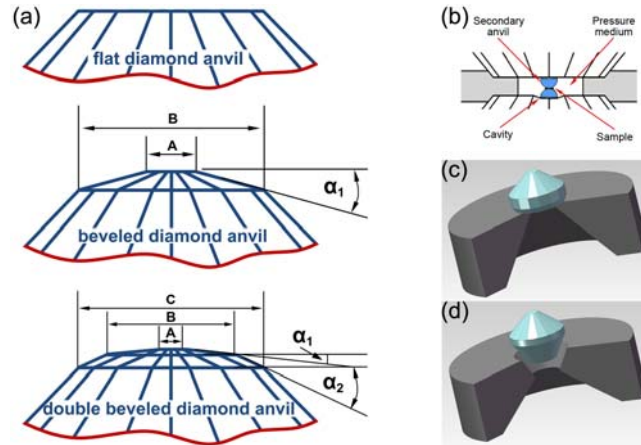 (a)
flat diamond anvil
B
A
α1
beveled diamond anvil
C
B
A
α1
α2
double beveled diamond anvil
(b)
Secondary anvil
Pressure medium
Cavity
Sample
(c)
(d)